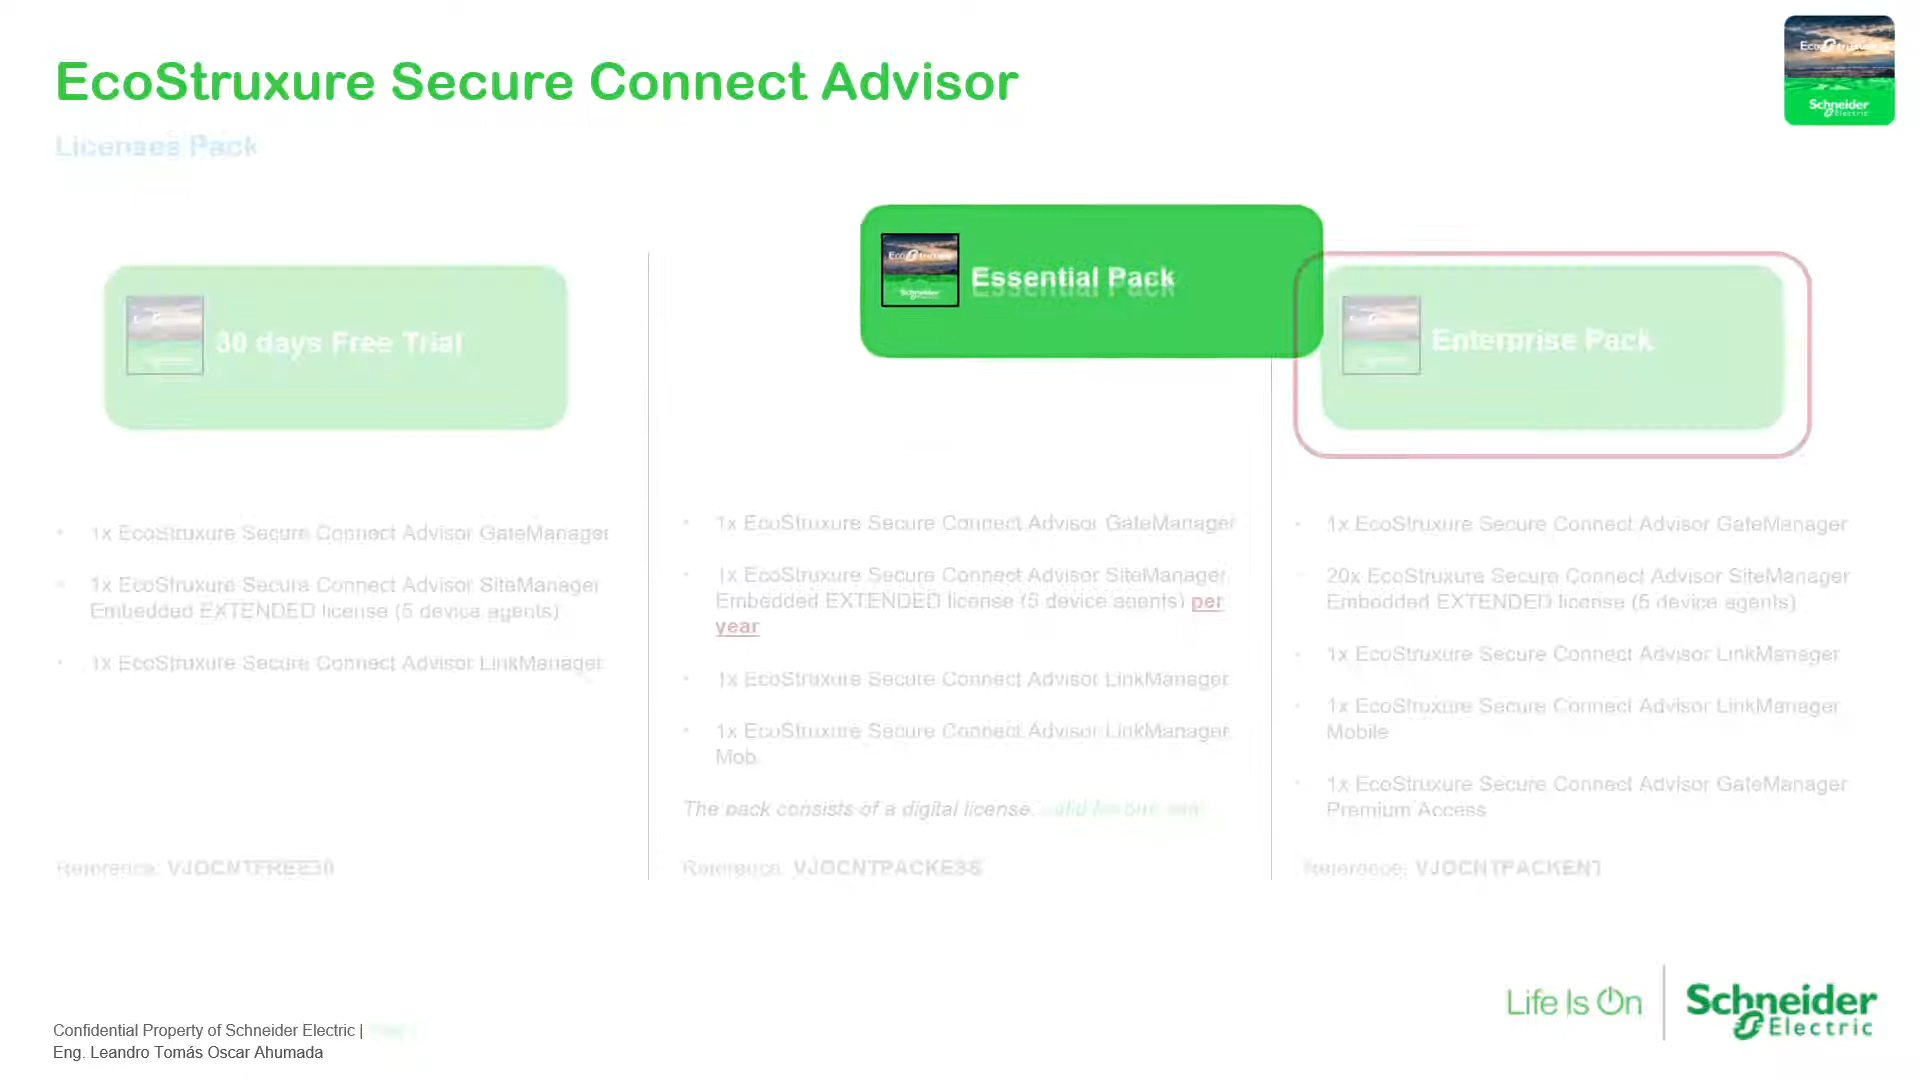 EcoStruxure Secure Connect Advisor
Licenses Pack
EcoStruxure
Schneider
Electric
30 days Free Trial
• 1x EcoStruxure Secure Connect Advisor GateManager
• 1x EcoStruxure Secure Connect Advisor SiteManager
Embedded EXTENDED license (5 device agents)
• 1x EcoStruxure Secure Connect Advisor LinkManager
Reference: VJOCNTFREE30
Essential Pack
• 1x EcoStruxure Secure Connect Advisor GateManager
• 1x EcoStruxure Secure Connect Advisor SiteManager
Embedded EXTENDED license (5 device agents) per
year
• 1x EcoStruxure Secure Connect Advisor LinkManager
• 1x EcoStruxure Secure Connect Advisor LinkManager
Mob.
The pack consists of a digital license.
Reference: VJOCNTPACKESS
Enterprise Pack
• 1x EcoStruxure Secure Connect Advisor GateManager
• 20x EcoStruxure Secure Connect Advisor SiteManager
Embedded EXTENDED license (5 device agents)
• 1x EcoStruxure Secure Connect Advisor LinkManager
• 1x EcoStruxure Secure Connect Advisor LinkManager
Mobile
• 1x EcoStruxure Secure Connect Advisor GateManager
Premium Access
Reference: VJOCNTPACKENT
Confidential Property of Schneider Electric |
Eng. Leandro Tomás Oscar Ahumada
Life Is On
Schneider
Electric